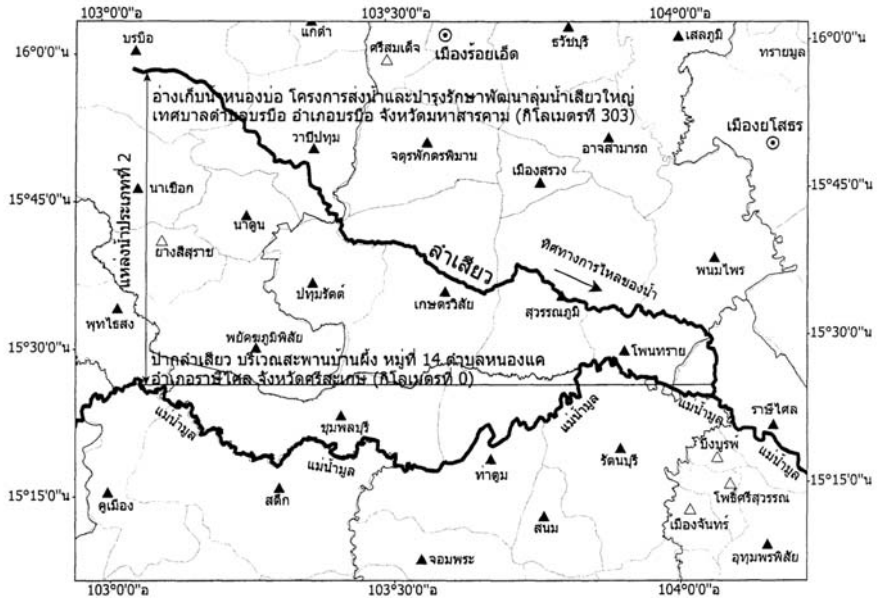 103°0'0"อ
103°30'0"อ
104°0'0"อ
แกดำ
บรบือ
ศรีสมเด็จ
เมืองร้อยเอ็ด
ธวัชบุรี
เสลภูมิ
ทรายมูล
16°0'0"น
16°0'0"น
อ่างเก็บน้ำหนองบ่อ โครงการส่งน้ำและบำรุงรักษาพัฒนาลุ่มน้ำเสียวใหญ่
เทศบาลตำบลบรบือ อำเภอบรบือ จังหวัดมหาสารคาม (กิโลเมตรที่ 303)
เมืองยโสธร
วาปีปทุม
จตุรพักตรพิมาน
อาจสามารถ
เมืองสรวง
แหล่งน้ำประเภทที่ 2
นาเชือก
15°45'0"น
15°45'0"น
นาดูน
ยางสีสุราช
ลำเสียว
ทิศทางการไหลของน้ำ
พนมไพร
ปทุมรัตต์
เกษตรวิสัย
สุวรรณภูมิ
พุทไธสง
พยัคฆภูมิพิสัย
15°30'0"น
15°30'0"น
โพนทราย
ปากลำเสียว บริเวณสะพานบ้านผึ้ง หมู่ที่ 14 ตำบลหนองแค
อำเภอราษีไศล จังหวัดศรีสะเกษ (กิโลเมตรที่ 0)
แม่น้ำมูล
ชุมพลบุรี
แม่น้ำมูล
แม่น้ำมูล
แม่น้ำมูล
ราษีไศล
แม่น้ำมูล
บึงบูรพ์
รัตนบุรี
ท่าตูม
15°15'0"น
15°15'0"น
คูเมือง
สตึก
โพธิ์ศรีสุวรรณ
เมืองจันทร์
สนม
จอมพระ
อุทุมพรพิสัย
103°0'0"อ
103°30'0"อ
104°0'0"อ